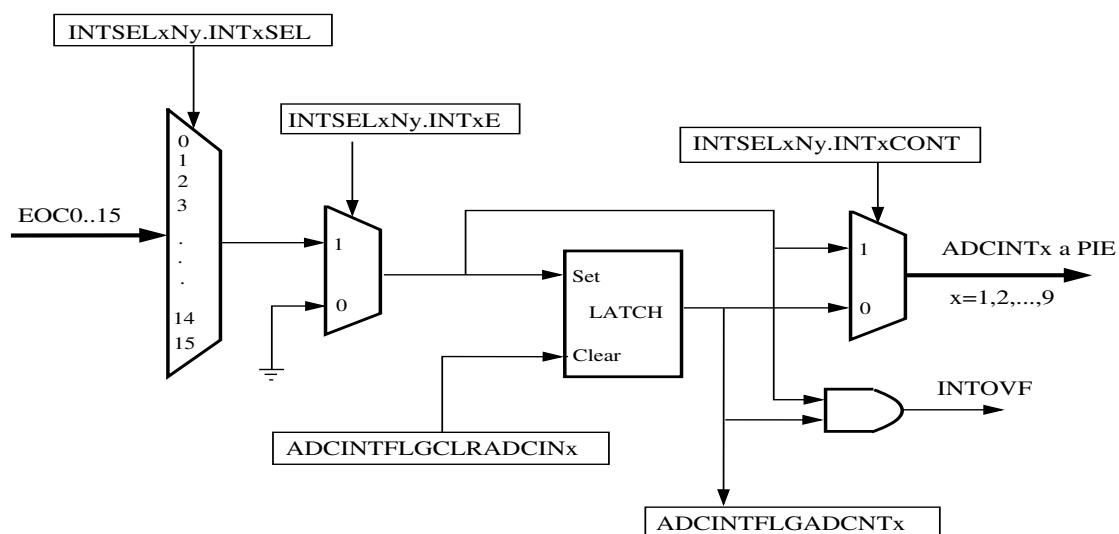 INTSELxNy.INTxSEL
INTSELxNy.INTxE
INTSELxNy.INTxCONT
0
1
2
3
.
.
.
14
15
EOC0..15
1
0
Set
LATCH
Clear
1
0
ADCINTx a PIE
x=1,2,...,9
INTOVF
ADCINTFLGCLRADCINx
ADCINTFLGADCNTx